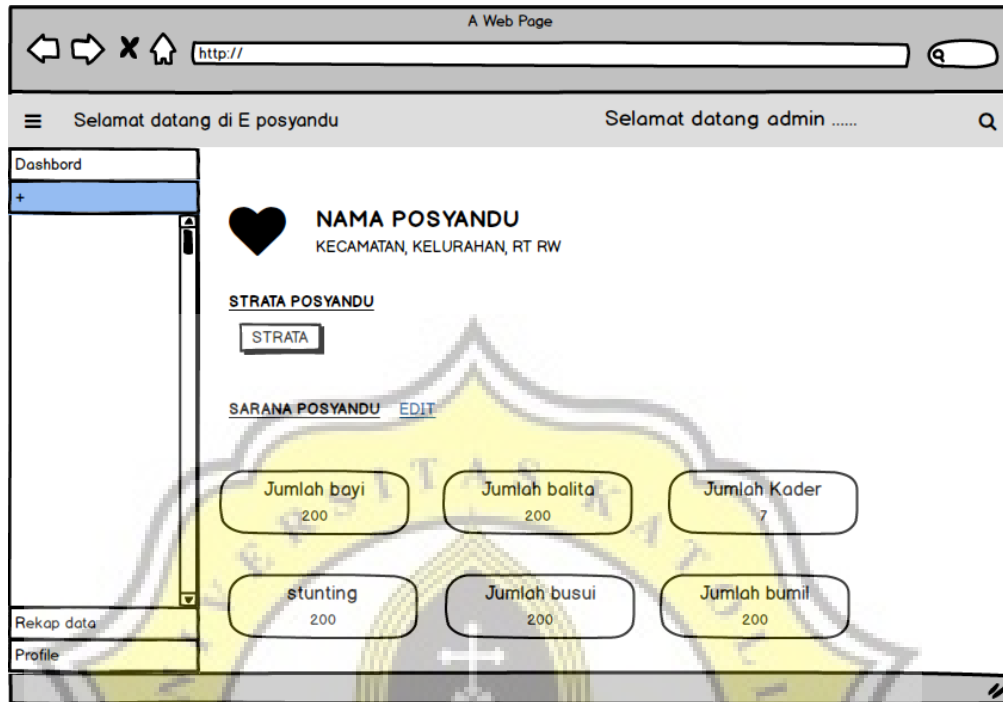 A Web Page
http://
Selamat datang di E posyandu
Selamat datang admin ......
Dashbord
+
NAMA POSYANDU
KECAMATAN, KELURAHAN, RT RW
STRATA POSYANDU
STRATA
SARANA POSYANDU EDIT
Jumlah bayi
200
Jumlah balita
200
Jumlah Kader
7
stunting
200
Jumlah busui
200
Jumlah bumil
200
Rekap data
Profile